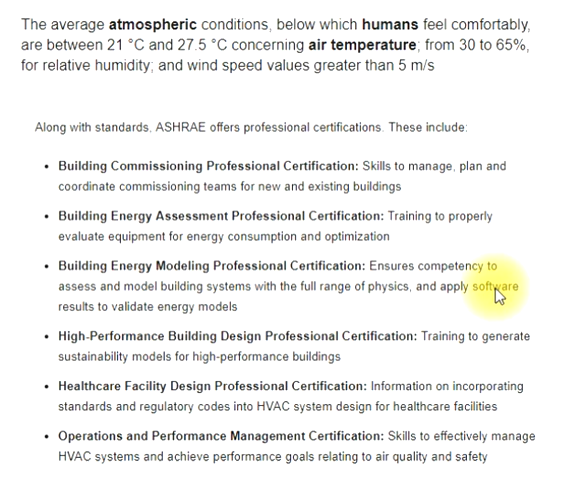 The average atmospheric conditions, below which humans feel comfortably,
are between 21 °C and 27.5 °C concerning air temperature; from 30 to 65%,
for relative humidity; and wind speed values greater than 5 m/s
Along with standards, ASHRAE offers professional certifications. These include:
• Building Commissioning Professional Certification: Skills to manage, plan and
coordinate commissioning teams for new and existing buildings
• Building Energy Assessment Professional Certification: Training to properly
evaluate equipment for energy consumption and optimization
• Building Energy Modeling Professional Certification: Ensures competency to
assess and model building systems with the full range of physics, and apply software
results to validate energy models
• High-Performance Building Design Professional Certification: Training to generate
sustainability models for high-performance buildings
• Healthcare Facility Design Professional Certification: Information on incorporating
standards and regulatory codes into HVAC system design for healthcare facilities
• Operations and Performance Management Certification: Skills to effectively manage
HVAC systems and achieve performance goals relating to air quality and safety